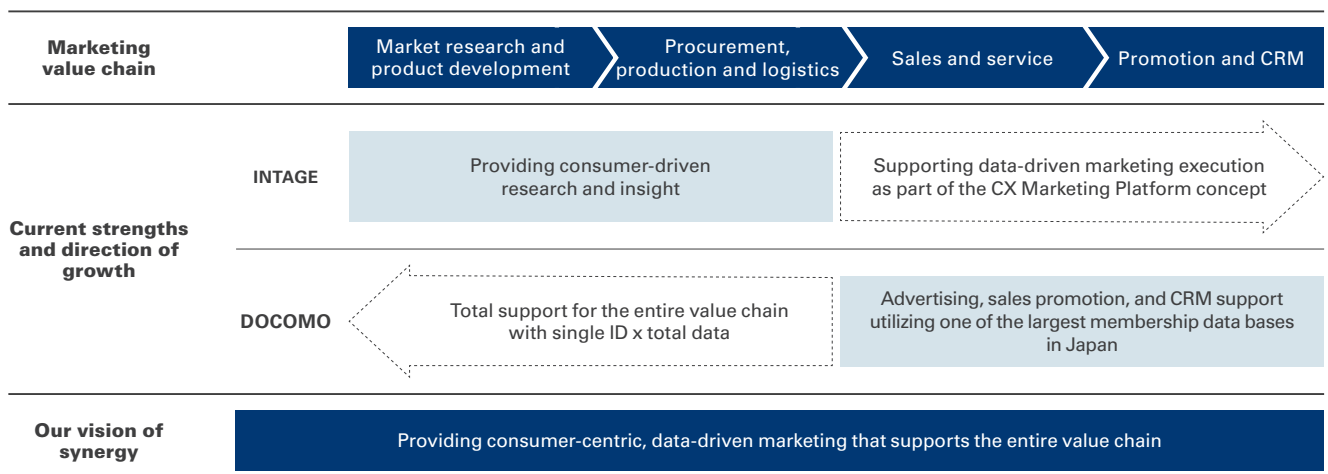 Marketing
value chain
Market research and
product development
Procurement,
production and logistics
Sales and service
Promotion and CRM
Current strengths
and direction of
growth
INTAGE
Providing consumer-driven
research and insight
Supporting data-driven marketing execution
as part of the CX Marketing Platform concept
DOCOMO
Total support for the entire value chain
with single ID x total data
Advertising, sales promotion, and CRM support
utilizing one of the largest membership data bases
in Japan
Our vision of
synergy
Providing consumer-centric, data-driven marketing that supports the entire value chain